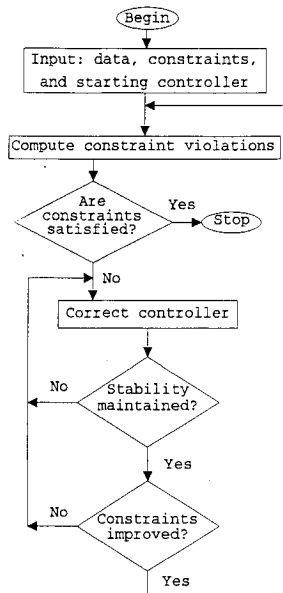 Begin
Input: data, constraints,
and starting controller
Compute constraint violations
Are
constraints
satisfied?
Yes
Stop
No
Correct controller
No
Stability
maintained?
Yes
No
Constraints
improved?
Yes